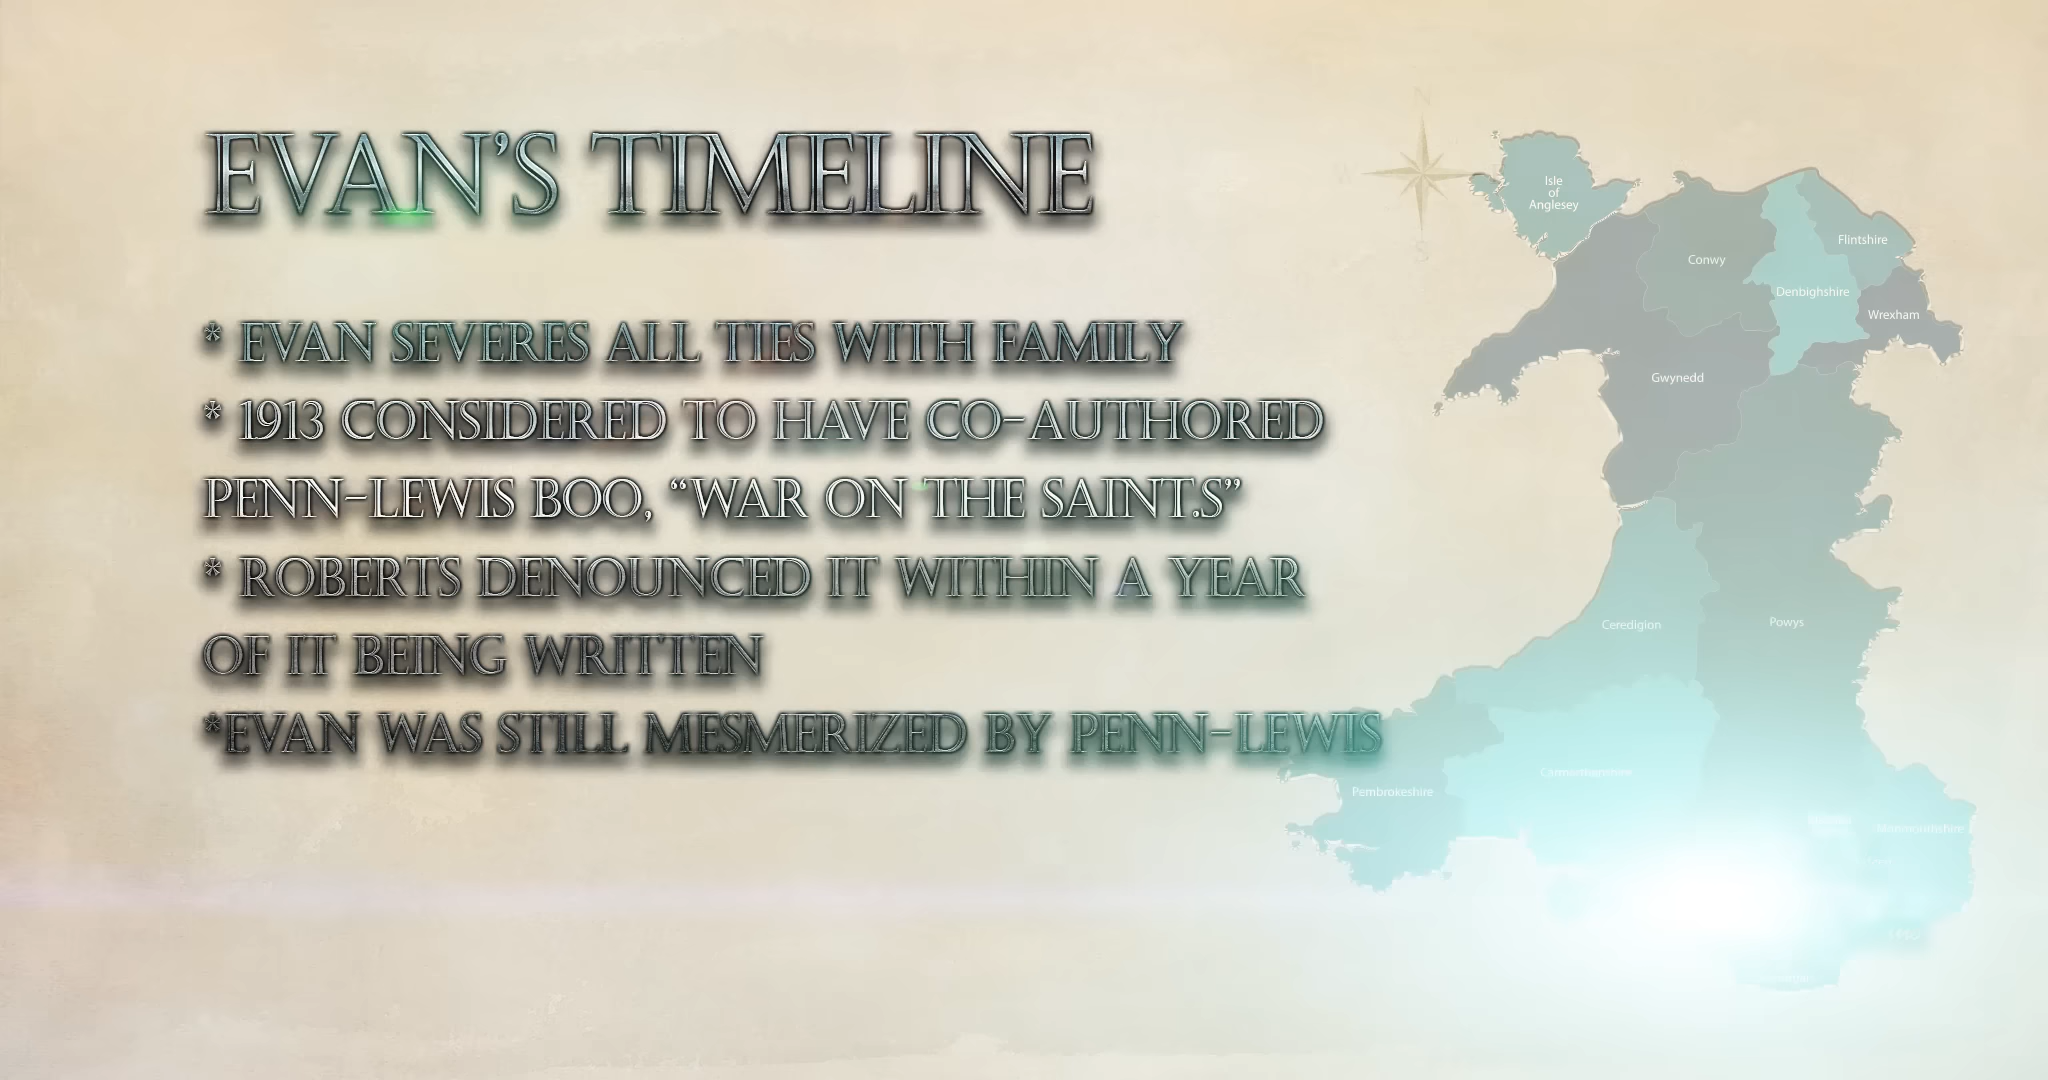 EVAN'S TIMELINE
* EVAN SEVERES ALL TIES WITH FAMILY
* 1913 CONSIDERED TO HAVE CO-AUTHORED
PENN-LEWIS BOO, “WAR ON THE SAINT.S”
* ROBERTS DENOUNCED IT WITHIN A YEAR
OF IT BEING WRITTEN
*EVAN WAS STILL MESMERIZED BY PENN-LEWIS
N
W
S
Isle
of
Anglesey
Flintshire
Conwy
Denbighshire
Wrexham
Gwynedd
Ceredigion
Powys
Carmarthenshire
Pembrokeshire
Monmouthshire